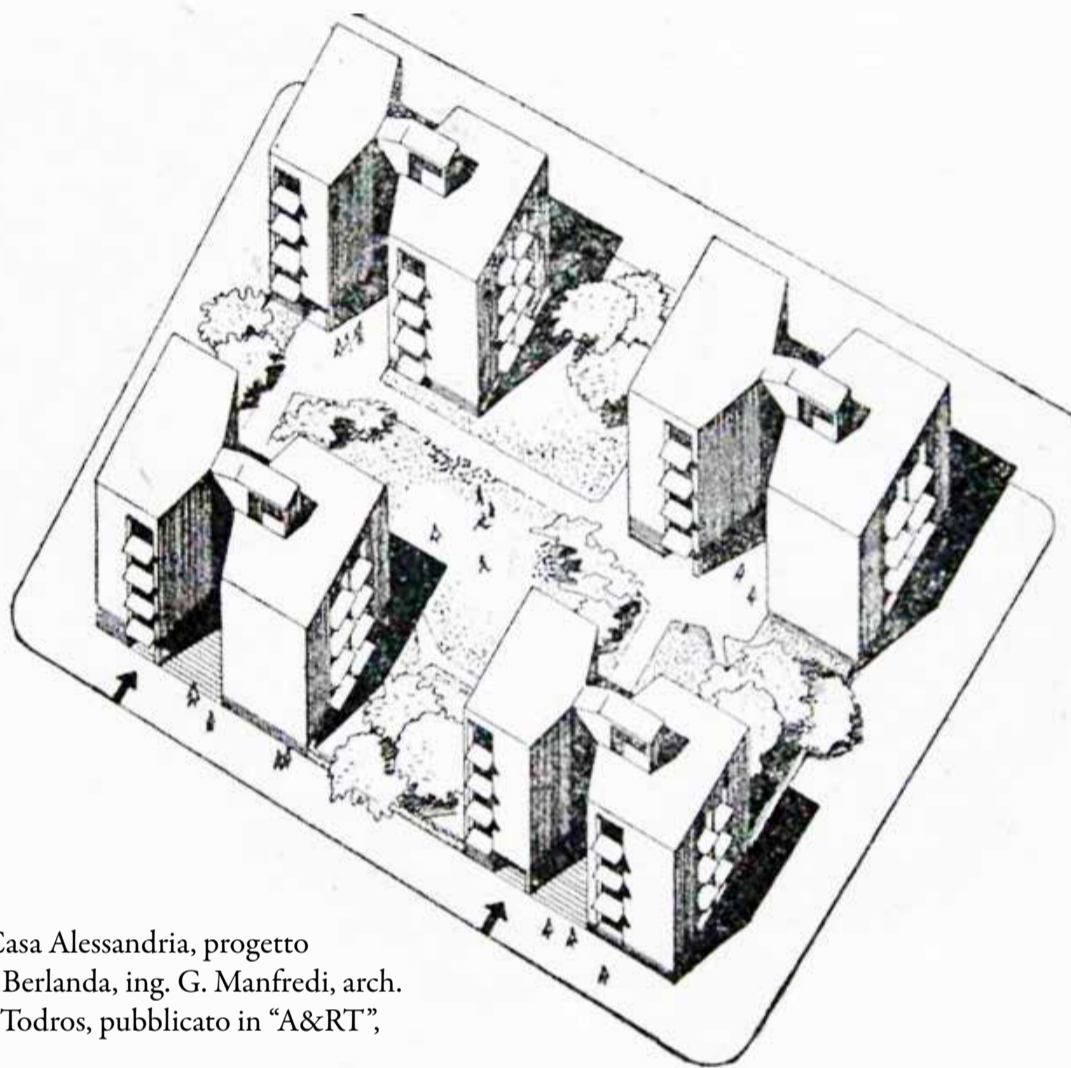 Casa Alessandria, progetto
Berlanda, ing. G. Manfredi, arch.
Todros, pubblicato in “A&RT”,